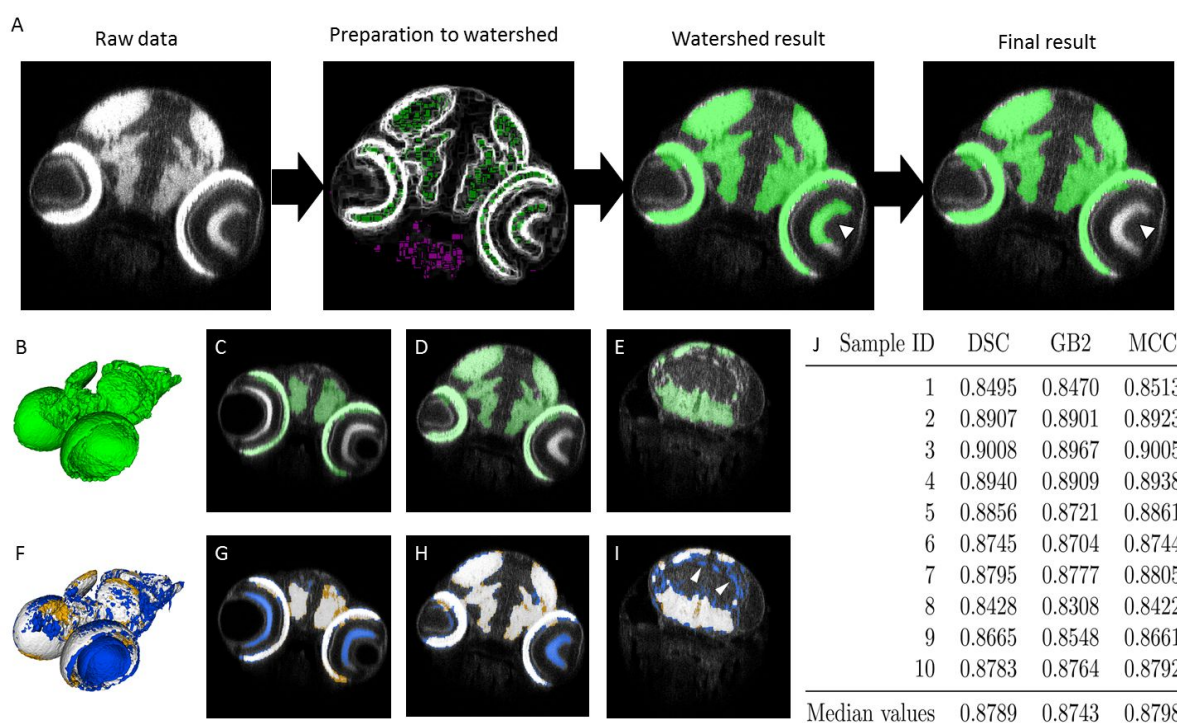 A
Raw data
Preparation to watershed
Watershed result
Final result
B
C
D
E
F
G
H
I
J Sample ID DSC GB2 MCC
1 0.8495 0.8470 0.8513
2 0.8907 0.8901 0.8923
3 0.9008 0.8967 0.9005
4 0.8940 0.8909 0.8938
5 0.8856 0.8721 0.8861
6 0.8745 0.8704 0.8744
7 0.8795 0.8777 0.8805
8 0.8428 0.8308 0.8422
9 0.8665 0.8548 0.8661
10 0.8783 0.8764 0.8792
Median values 0.8789 0.8743 0.8798